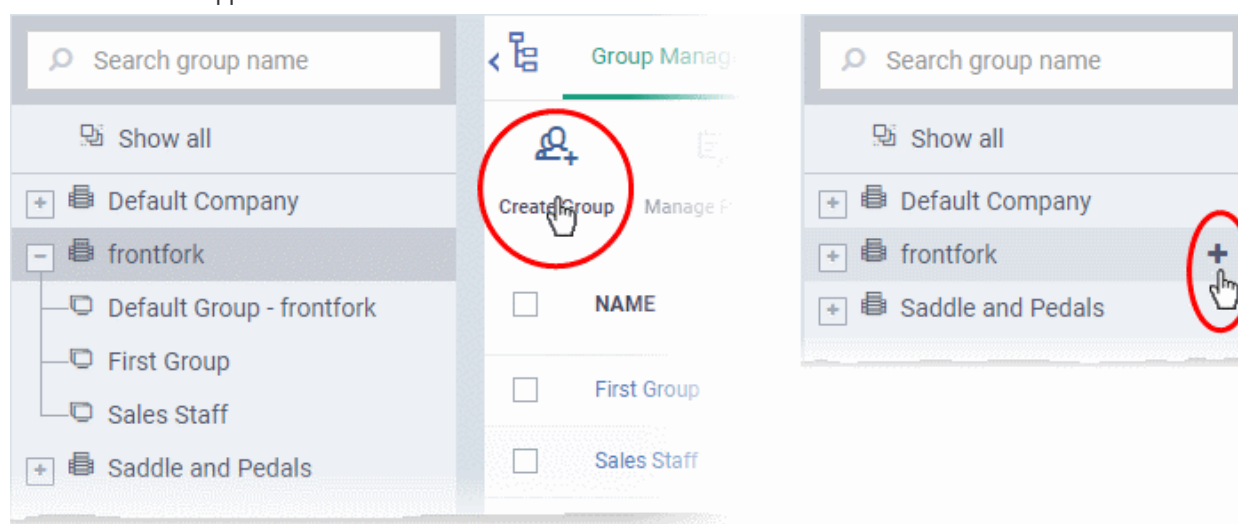 Search group name
Show all
Default Company
frontfork
Default Group - frontfork
First Group
Sales Staff
Saddle and Pedals
Group Manag
Create Group
Manage
NAME
First Group
Sales Staff
Search group name
Show all
Default Company
frontfork
Saddle and Pedals